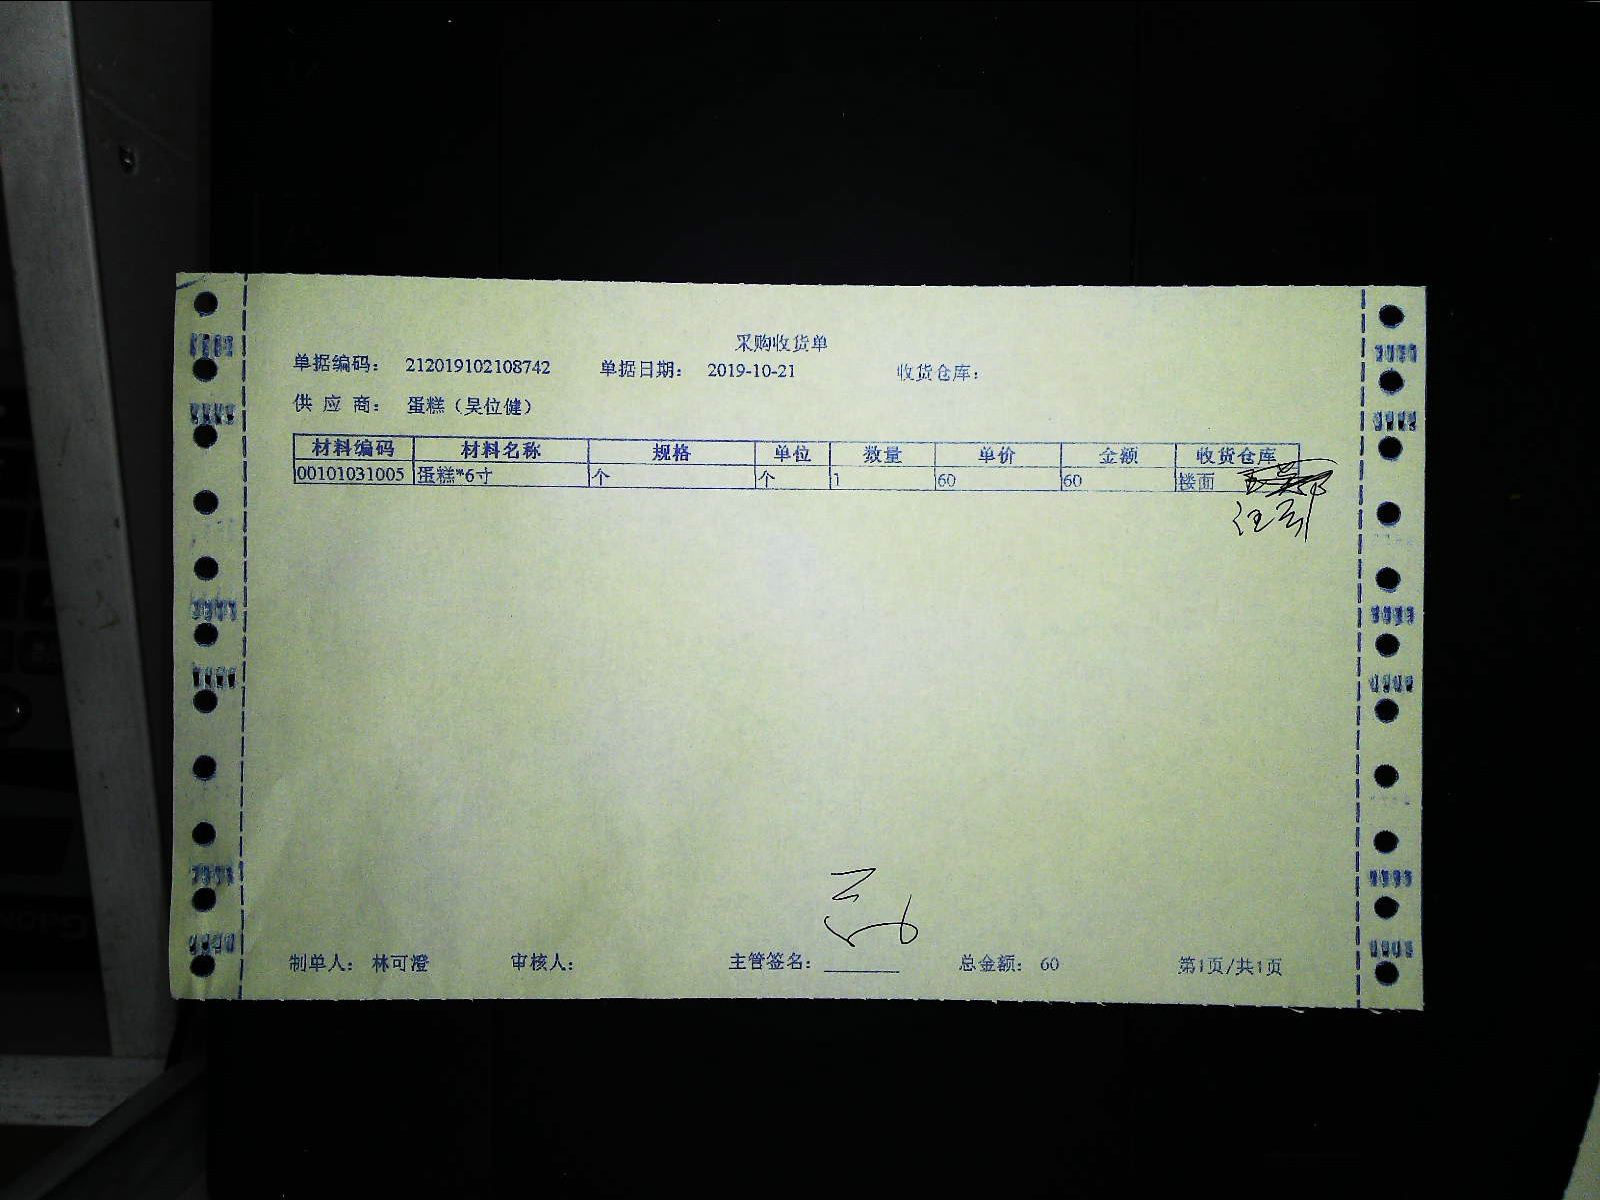 采购收货单
单据编码: 212019102108742 单据日期: 2019-10-21 收货仓库:
供 应 商: 蛋糕（吴位健）
材料编码 材料名称 规格 单位 数量 单价 金额 收货仓库
00101031005 蛋糕*6寸 个 个 1 60 60 楼面
制单人: 林可澄 审核人: 主管签名: ________ 总金额: 60 第1页/共1页